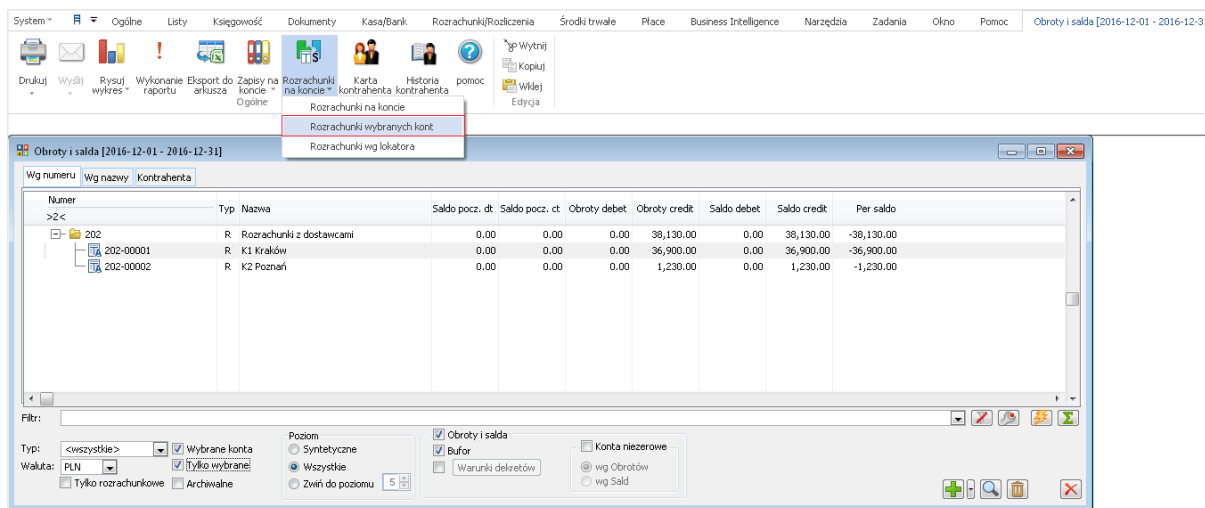 System Ogólne Listy Księgowość Dokumenty Kasa/Bank Rozrachunki/Rozliczenia Środki trwałe Płace Business Intelligence Narzędzia Zadania Okno Pomoc Obroty i salda [2016-12-01 - 2016-12-31
Drukuj Wyślij Rysuj wykres Wykonanie raportu Eksport do arkusza Zapisy na koncie Rozrachunki na koncie Karta kontrahenta Historia kontrahenta pomoc
Wytnij
Kopiuj
Wklej
Ogólne Edycja
Rozrachunki na koncie
Rozrachunki wybranych kont
Rozrachunki wg lokatora
Obroty i salda [2016-12-01 - 2016-12-31]
Wg numeru Wg nazwy Kontrahenta
Numer Typ Nazwa Saldo pocz. dt Saldo pocz. ct Obroty debet Obroty credit Saldo debet Saldo credit Per saldo
>2<
202 R Rozrachunki z dostawcami 0.00 0.00 0.00 38,130.00 0.00 38,130.00 -38,130.00
202-00001 R K1 Kraków 0.00 0.00 0.00 36,900.00 0.00 36,900.00 -36,900.00
202-00002 R K2 Poznań 0.00 0.00 0.00 1,230.00 0.00 1,230.00 -1,230.00
Filtr:
Typ: <wszystkie> Wybrane konta
Waluta: PLN Tylko wybrane
Tylko rozrachunkowe Archiwalne
Poziom
Syntetyczne
Wszystkie
Zwiń do poziomu 5
Obroty i salda
Bufor
Warunki dekretów
Konta niezerowe
wg Obrotów
wg Sald